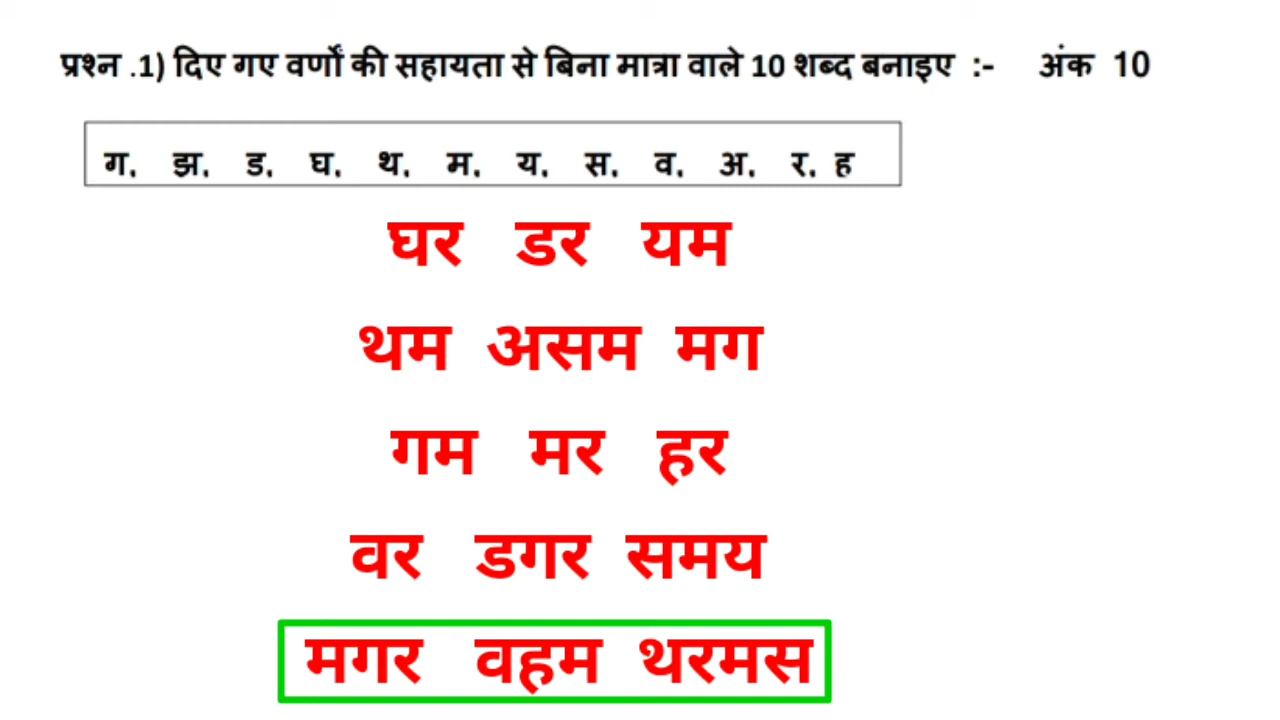 प्रश्न .1) दिए गए वर्णों की सहायता से बिना मात्रा वाले 10 शब्द बनाइए :- अंक 10
ग. झ. ड. घ. थ. म. य. स. व. अ. र. ह
घर डर यम
थम असम मग
गम मर हर
वर डगर समय
मगर वहम थरमस